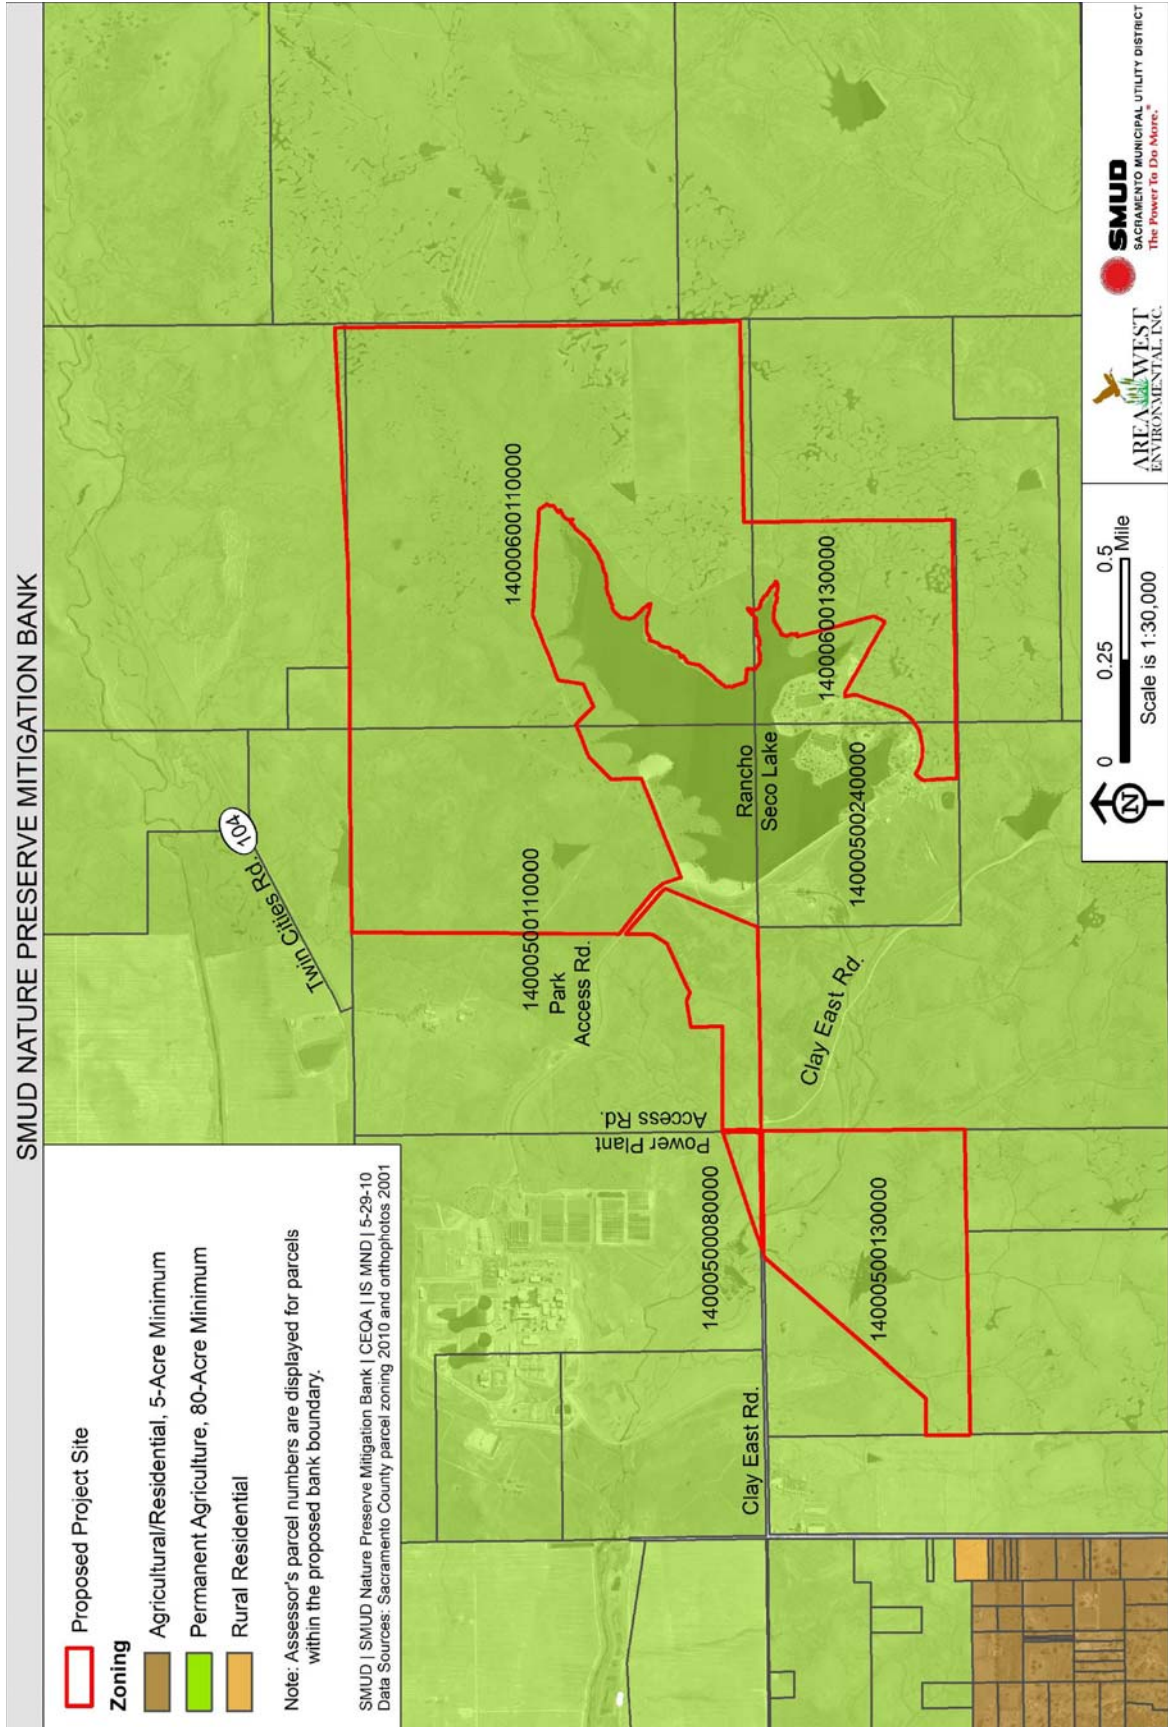 SMUD NATURE PRESERVE MITIGATION BANK
Proposed Project Site
Zoning
Agricultural/Residential, 5-Acre Minimum
Permanent Agriculture, 80-Acre Minimum
Rural Residential
Note: Assessor's parcel numbers are displayed for parcels
within the proposed bank boundary.
SMUD | SMUD Nature Preserve Mitigation Bank | CEQA | IS MND | 5-29-10
Data Sources: Sacramento County parcel zoning 2010 and orthophotos 2001
104
Twin Cities Rd.
14000600110000
14000500110000
Park
Access Rd.
Power Plant
Access Rd.
14000500080000
Rancho
Seco Lake
14000600130000
14000500240000
Clay East Rd.
14000500130000
Clay East Rd.
N
0 0.25 0.5
Mile
Scale is 1:30,000
AREA WEST
ENVIRONMENTAL, INC.
SMUD
SACRAMENTO MUNICIPAL UTILITY DISTRICT
The Power To Do More.®